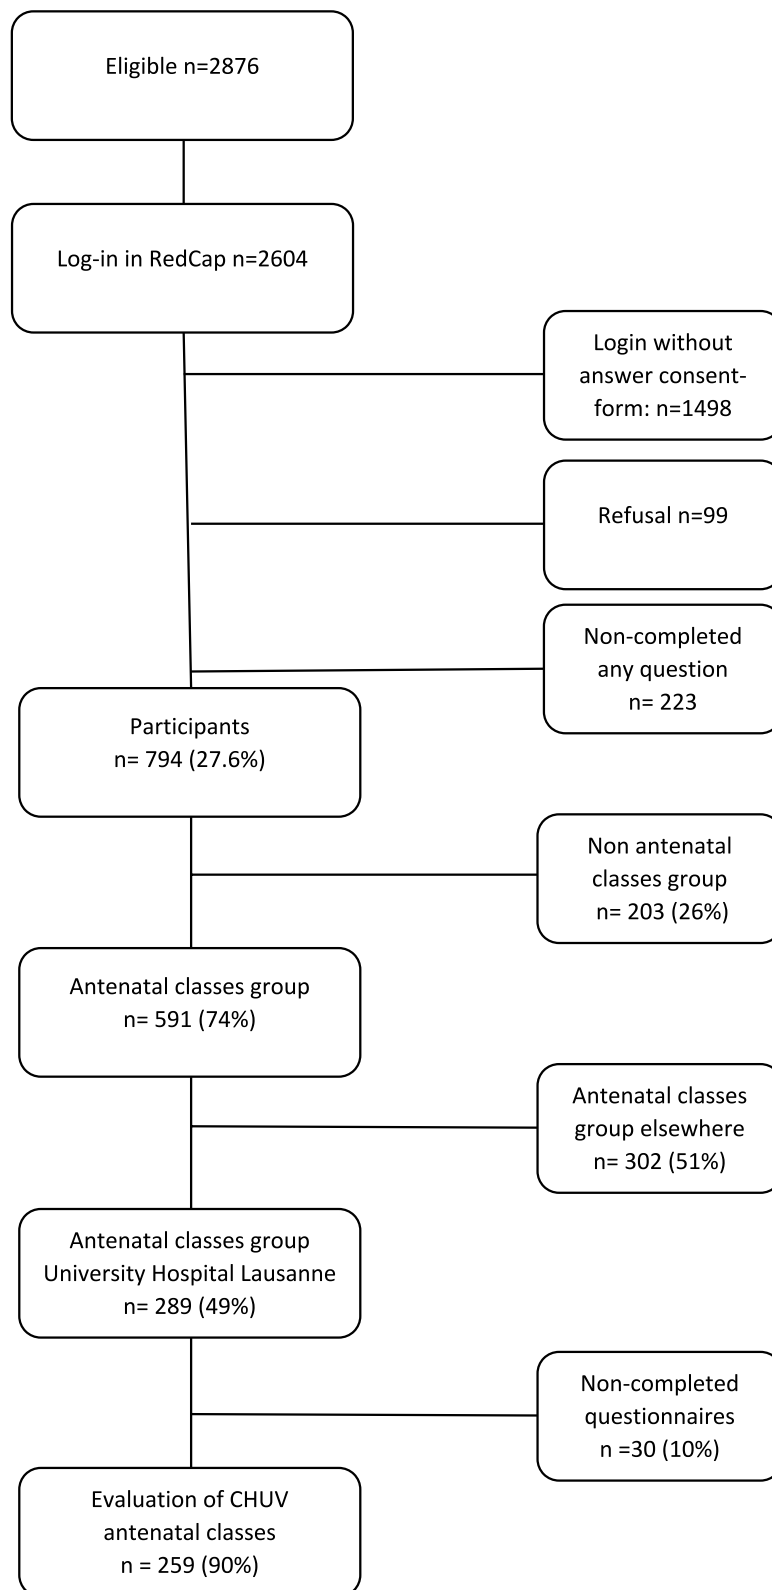 Eligible n=2876
Log-in in RedCap n=2604
Login without
answer consent-
form: n=1498
Refusal n=99
Non-completed
any question
n= 223
Participants
n= 794 (27.6%)
Non antenatal
classes group
n= 203 (26%)
Antenatal classes group
n= 591 (74%)
Antenatal classes
group elsewhere
n= 302 (51%)
Antenatal classes group
University Hospital Lausanne
n= 289 (49%)
Non-completed
questionnaires
n =30 (10%)
Evaluation of CHUV
antenatal classes
n = 259 (90%)